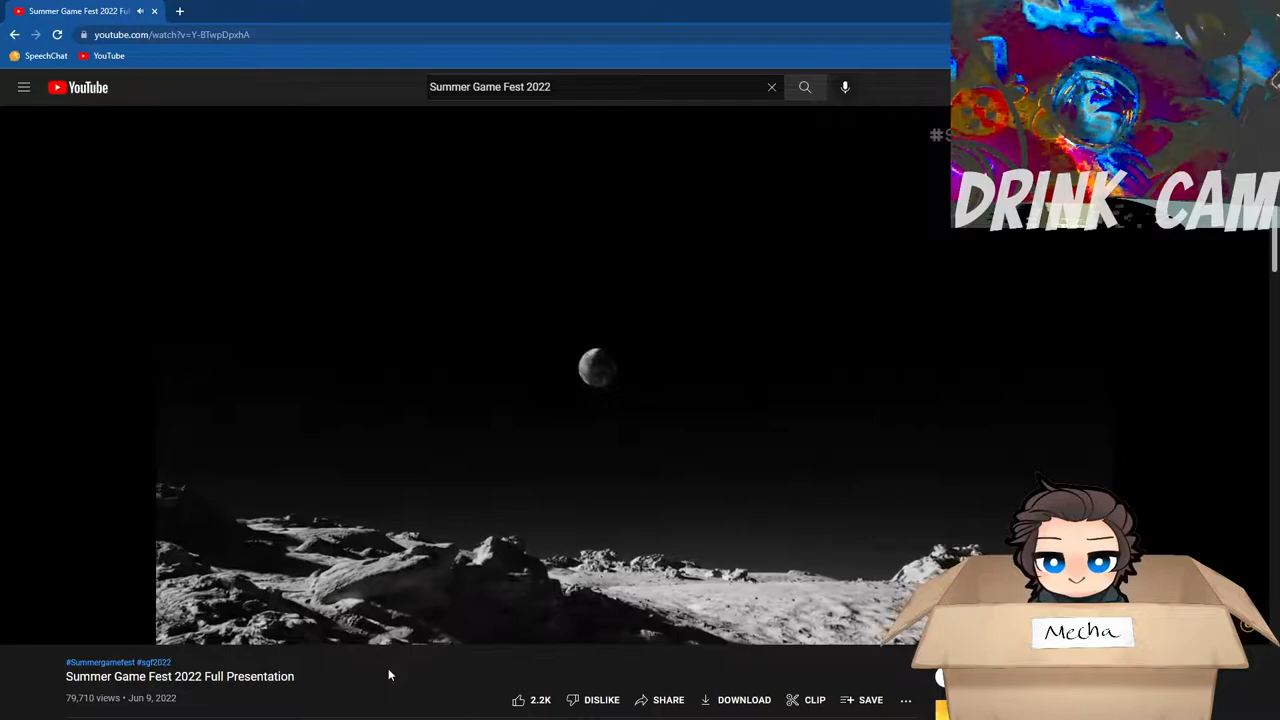 Summer Game Fest 2022 Ful
youtube.com/watch?v=Y-BTwpDpxhA
SpeechChat YouTube
YouTube
Summer Game Fest 2022
DRINK CAM
Mecha
#Summergamefest #sgf2022
Summer Game Fest 2022 Full Presentation
79,710 views • Jun 9, 2022
2.2K DISLIKE SHARE DOWNLOAD CLIP SAVE